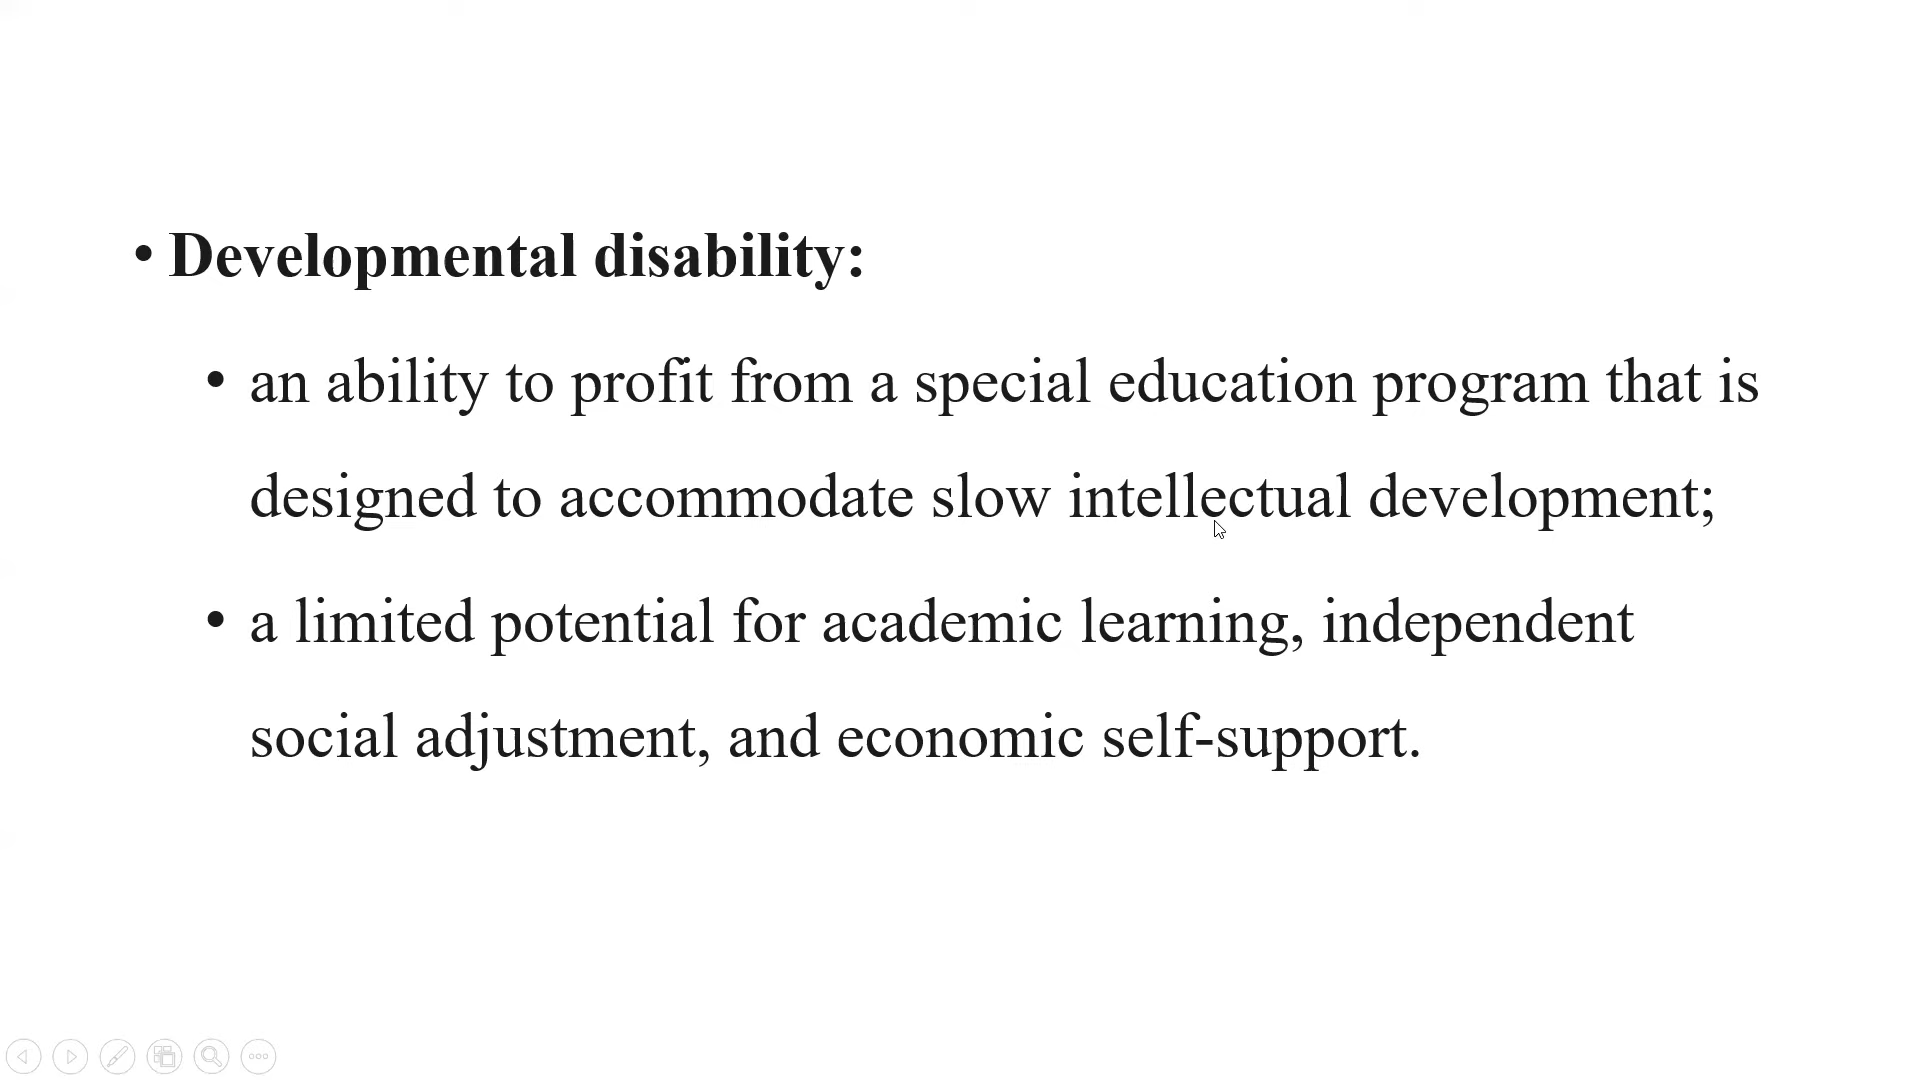 • Developmental disability:
• an ability to profit from a special education program that is
designed to accommodate slow intellectual development;
• a limited potential for academic learning, independent
social adjustment, and economic self-support.